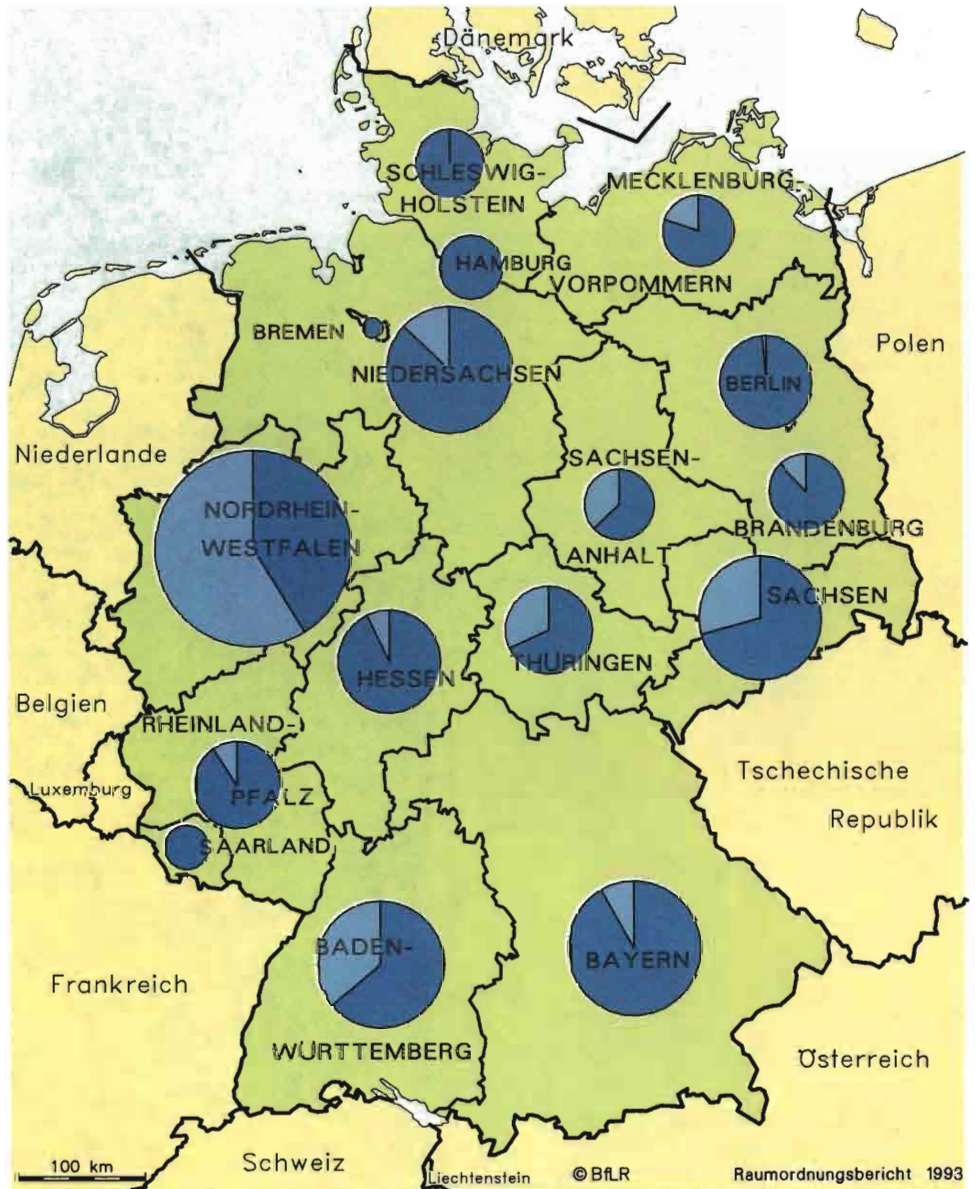 Dänemark
SCHLESWIG-
HOLSTEIN
MECKLENBURG-
VORPOMMERN
HAMBURG
BREMEN
NIEDERSACHSEN
BERLIN
Polen
Niederlande
SACHSEN-
ANHALT
NORDRHEIN-
WESTFALEN
BRANDENBURG
SACHSEN
HESSEN
THÜRINGEN
Belgien
RHEINLAND-
PFALZ
Luxemburg
SAARLAND
Tschechische
Republik
BADEN-
WÜRTTEMBERG
BAYERN
Frankreich
Österreich
100 km
Schweiz
Liechtenstein
© BfLR
Raumordnungsbericht 1993